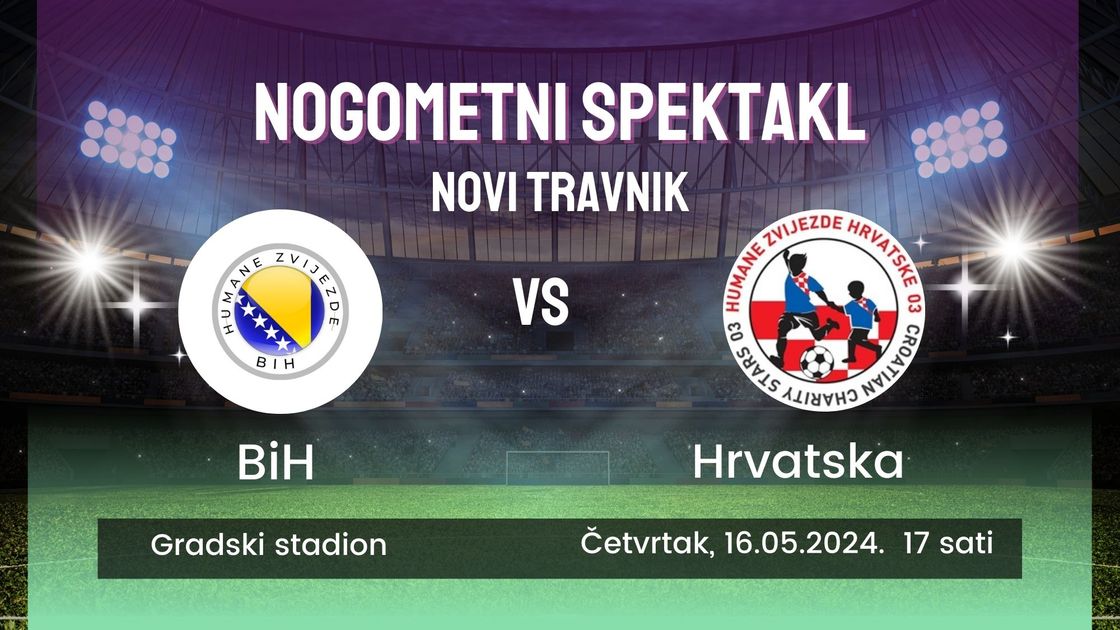 NOGOMETNI SPEKTAKL
NOVI TRAVNIK
HUMANE ZVIJEZDE
BIH
VS
HUMANE ZVIJEZDE HRVATSKE 03
CROATIAN CHARITY STARS 03
BiH
Hrvatska
Gradski stadion
Četvrtak, 16.05.2024. 17 sati